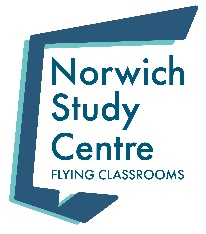 Norwich
Study
Centre
FLYING CLASSROOMS